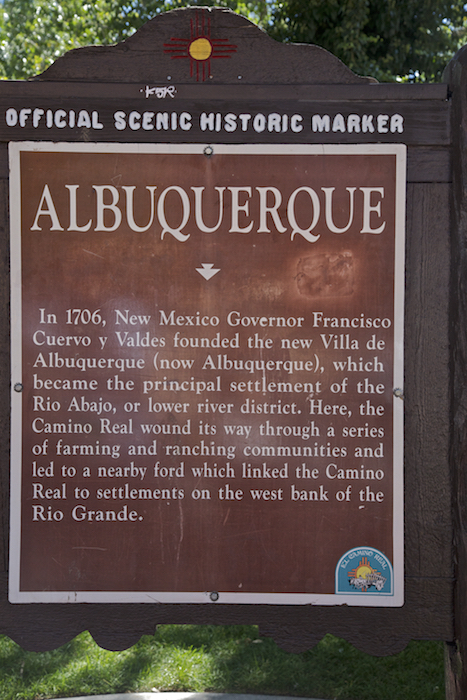 KSR
OFFICIAL SCENIC HISTORIC MARKER
ALBUQUERQUE
In 1706, New Mexico Governor Francisco
Cuervo y Valdes founded the new Villa de
Albuquerque (now Albuquerque), which
became the principal settlement of the
Rio Abajo, or lower river district. Here, the
Camino Real wound its way through a series
of farming and ranching communities and
led to a nearby ford which linked the Camino
Real to settlements on the west bank of the
Rio Grande.
EL CAMINO REAL